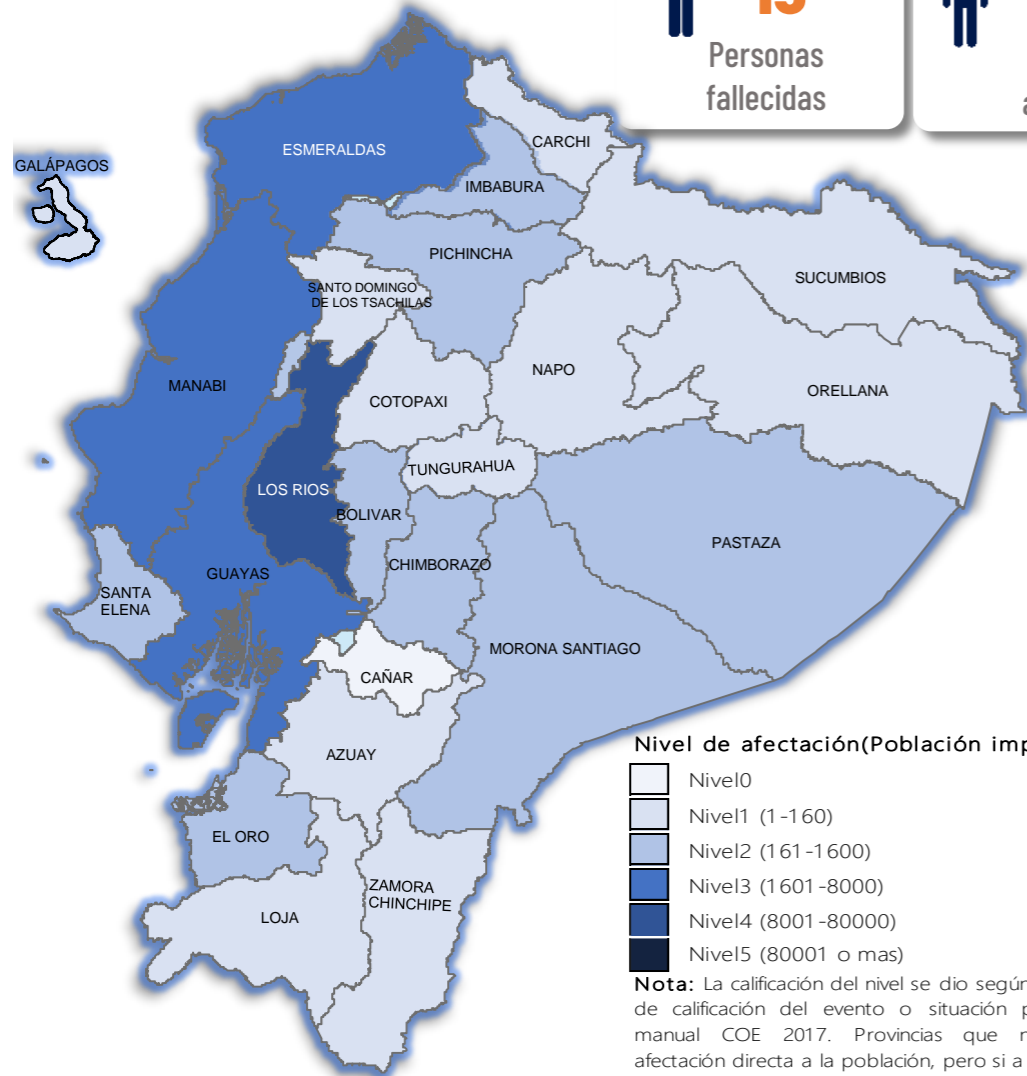 Personas
fallecidas
CARCHI
ESMERALDAS
GALÁPAGOS
IMBABURA
PICHINCHA
SUCUMBIOS
SANTO DOMINGO
DE LOS TSACHILAS
NAPO
MANABI
ORELLANA
COTOPAXI
TUNGURAHUA
LOS RIOS
BOLIVAR
PASTAZA
CHIMBORAZO
GUAYAS
SANTA
ELENA
MORONA SANTIAGO
CAÑAR
AZUAY
EL ORO
ZAMORA
CHINCHIPE
LOJA
Nivel de afectación(Población imp
Nivel0
Nivel1 (1-160)
Nivel2 (161-1600)
Nivel3 (1601-8000)
Nivel4 (8001-80000)
Nivel5 (80001 o mas)
Nota: La calificación del nivel se dio según
de calificación del evento o situación p
manual COE 2017. Provincias que n
afectación directa a la población, pero si a